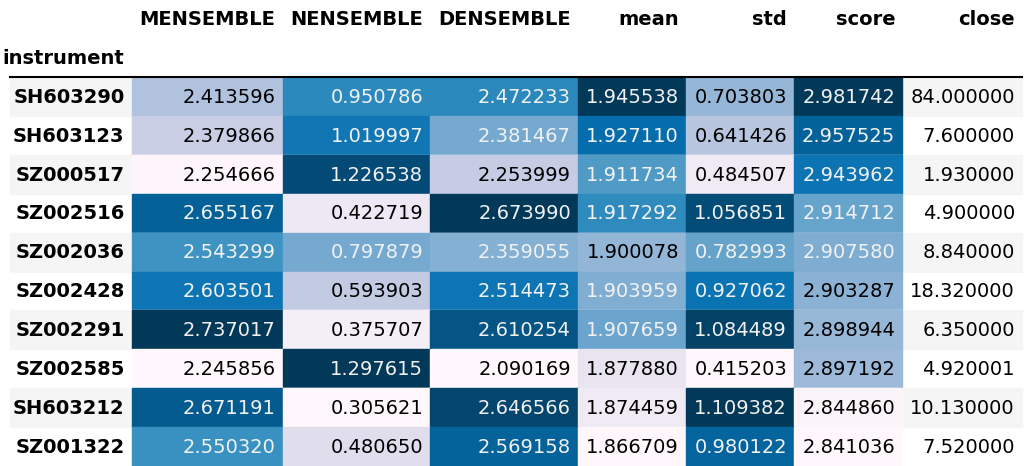 MENSEMBLE NENSEMBLE DENSEMBLE mean std score close
instrument
SH603290 2.413596 0.950786 2.472233 1.945538 0.703803 2.981742 84.000000
SH603123 2.379866 1.019997 2.381467 1.927110 0.641426 2.957525 7.600000
SZ000517 2.254666 1.226538 2.253999 1.911734 0.484507 2.943962 1.930000
SZ002516 2.655167 0.422719 2.673990 1.917292 1.056851 2.914712 4.900000
SZ002036 2.543299 0.797879 2.359055 1.900078 0.782993 2.907580 8.840000
SZ002428 2.603501 0.593903 2.514473 1.903959 0.927062 2.903287 18.320000
SZ002291 2.737017 0.375707 2.610254 1.907659 1.084489 2.898944 6.350000
SZ002585 2.245856 1.297615 2.090169 1.877880 0.415203 2.897192 4.920001
SH603212 2.671191 0.305621 2.646566 1.874459 1.109382 2.844860 10.130000
SZ001322 2.550320 0.480650 2.569158 1.866709 0.980122 2.841036 7.520000